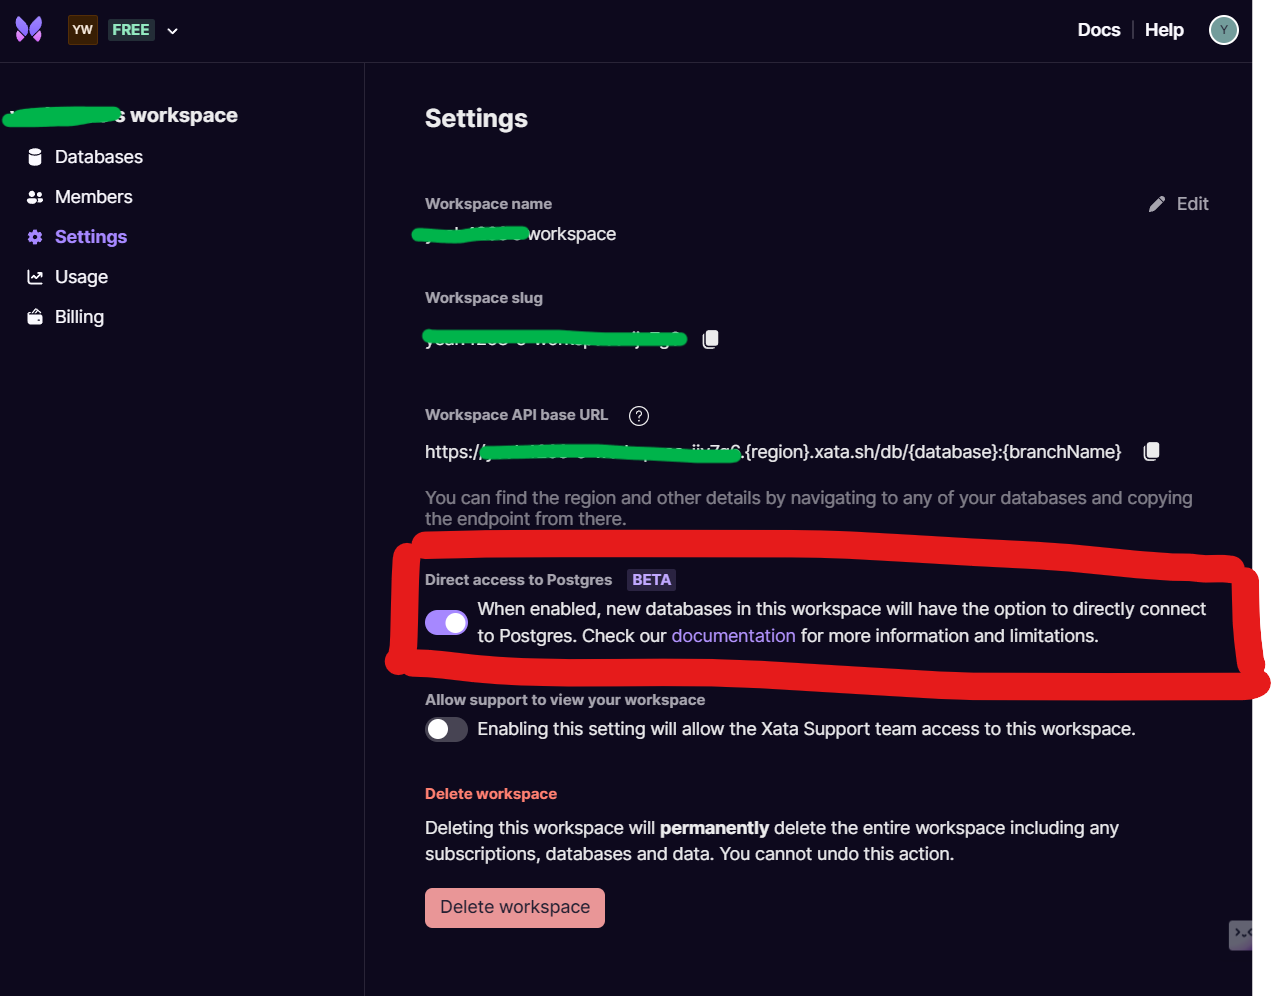 YW FREE
Docs Help Y
s workspace
Databases
Members
Settings
Usage
Billing
Settings
Workspace name
Edit
workspace
Workspace slug
Workspace API base URL ?
https:// .{region}.xata.sh/db/{database}:{branchName}
You can find the region and other details by navigating to any of your databases and copying
the endpoint from there.
Direct access to Postgres BETA
When enabled, new databases in this workspace will have the option to directly connect
to Postgres. Check our documentation for more information and limitations.
Allow support to view your workspace
Enabling this setting will allow the Xata Support team access to this workspace.
Delete workspace
Deleting this workspace will permanently delete the entire workspace including any
subscriptions, databases and data. You cannot undo this action.
Delete workspace